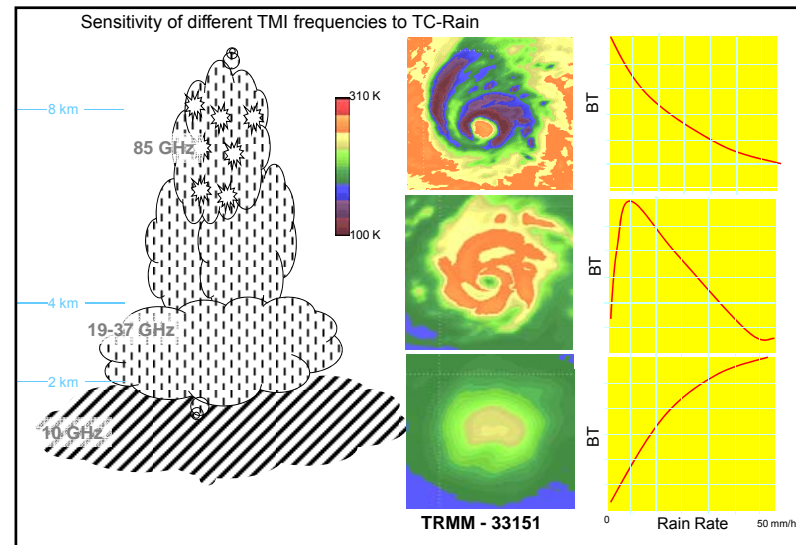 Sensitivity of different TMI frequencies to TC-Rain
310 K
BT
8 km
85 GHz
100 K
BT
4 km
19-37 GHz
2 km
10 GHz
BT
TRMM - 33151
0
Rain Rate
50 mm/h